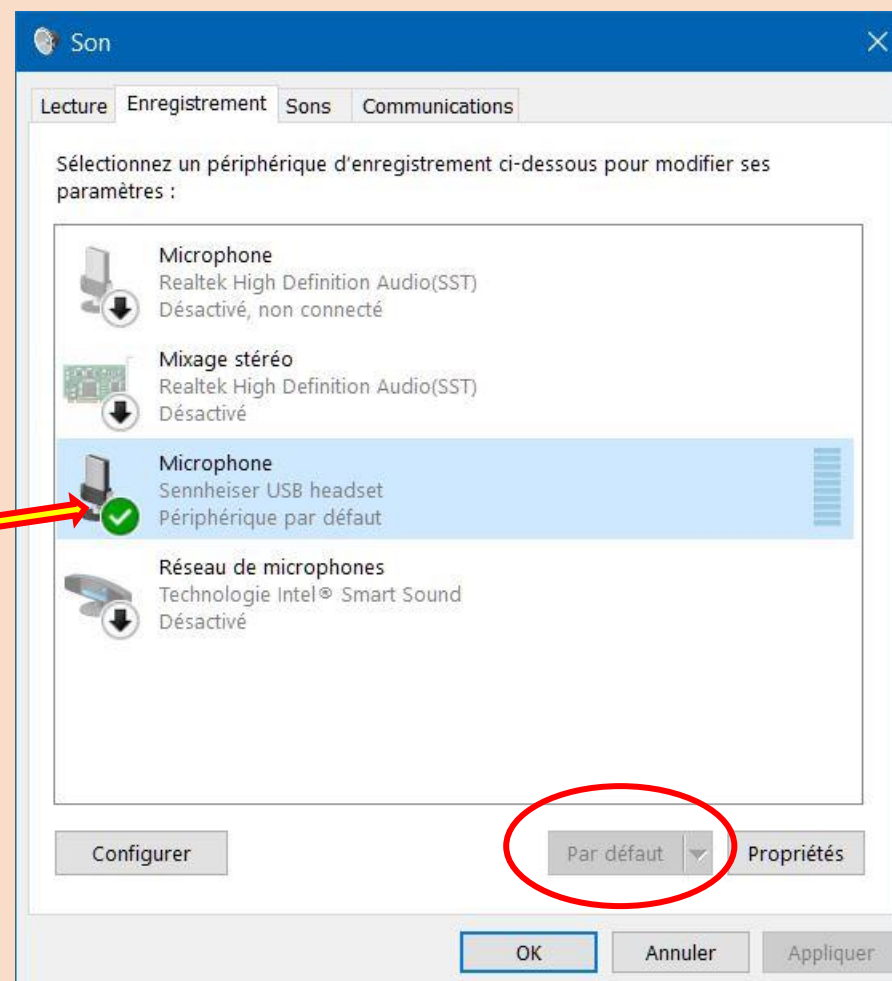 Son
Lecture Enregistrement Sons Communications
Sélectionnez un périphérique d'enregistrement ci-dessous pour modifier ses
paramètres :
Microphone
Realtek High Definition Audio(SST)
Désactivé, non connecté
Mixage stéréo
Realtek High Definition Audio(SST)
Désactivé
Microphone
Sennheiser USB headset
Périphérique par défaut
Réseau de microphones
Technologie Intel® Smart Sound
Désactivé
Configurer Par défaut Propriétés
OK Annuler Appliquer